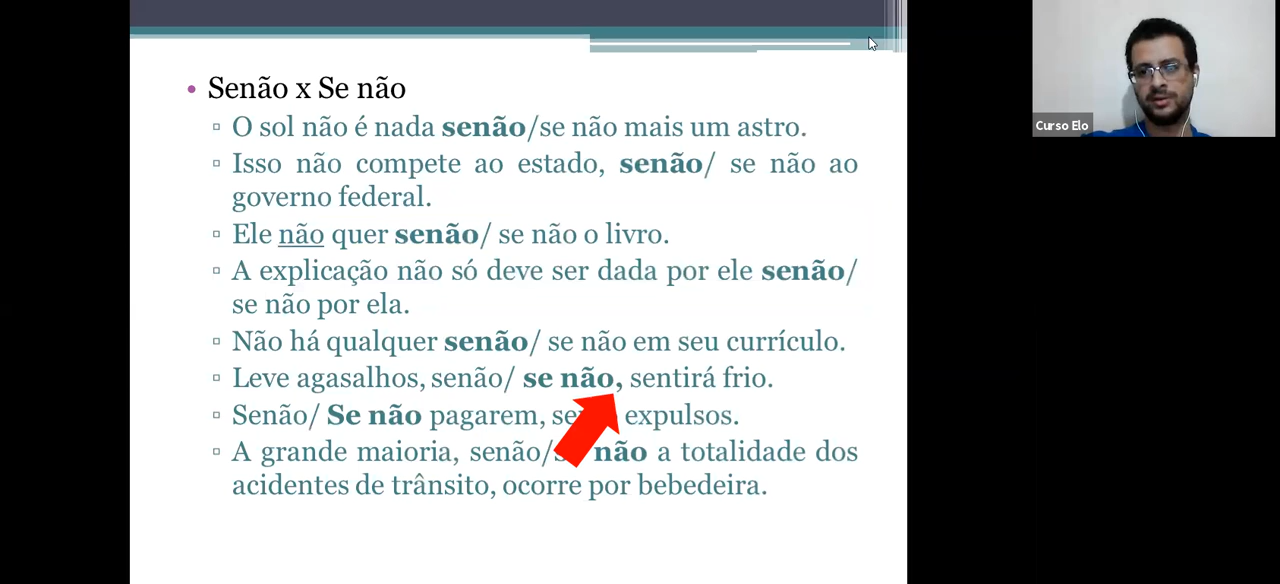 Senão x Se não
O sol não é nada senão/se não mais um astro.
Isso não compete ao estado, senão/ se não ao
governo federal.
Ele não quer senão/ se não o livro.
A explicação não só deve ser dada por ele senão/
se não por ela.
Não há qualquer senão/ se não em seu currículo.
Leve agasalhos, senão/ se não, sentirá frio.
Senão/ Se não pagarem, expulsos.
A grande maioria, senão/ não a totalidade dos
acidentes de trânsito, ocorre por bebedeira.
Curso Elo